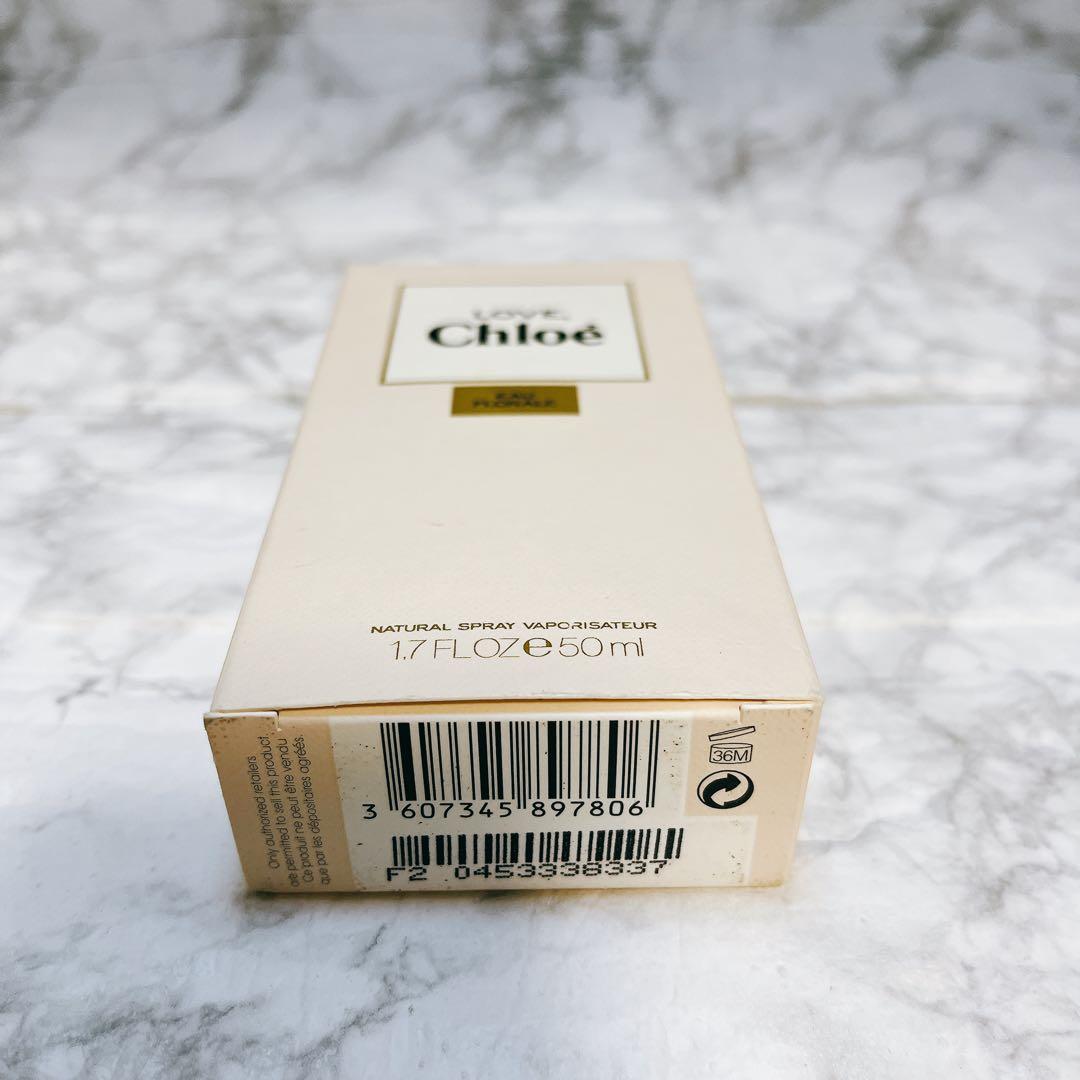 LOVE,
Chloé
EAU
FLORALE
NATURAL SPRAY VAPORISATEUR
1.7 FL OZ e 50 ml
Only authorized retailers
are permitted to sell this product.
Ce produit ne peut être vendu
que par les dépositaires agréés.
3 607345 897806
36M
F2 0453338337